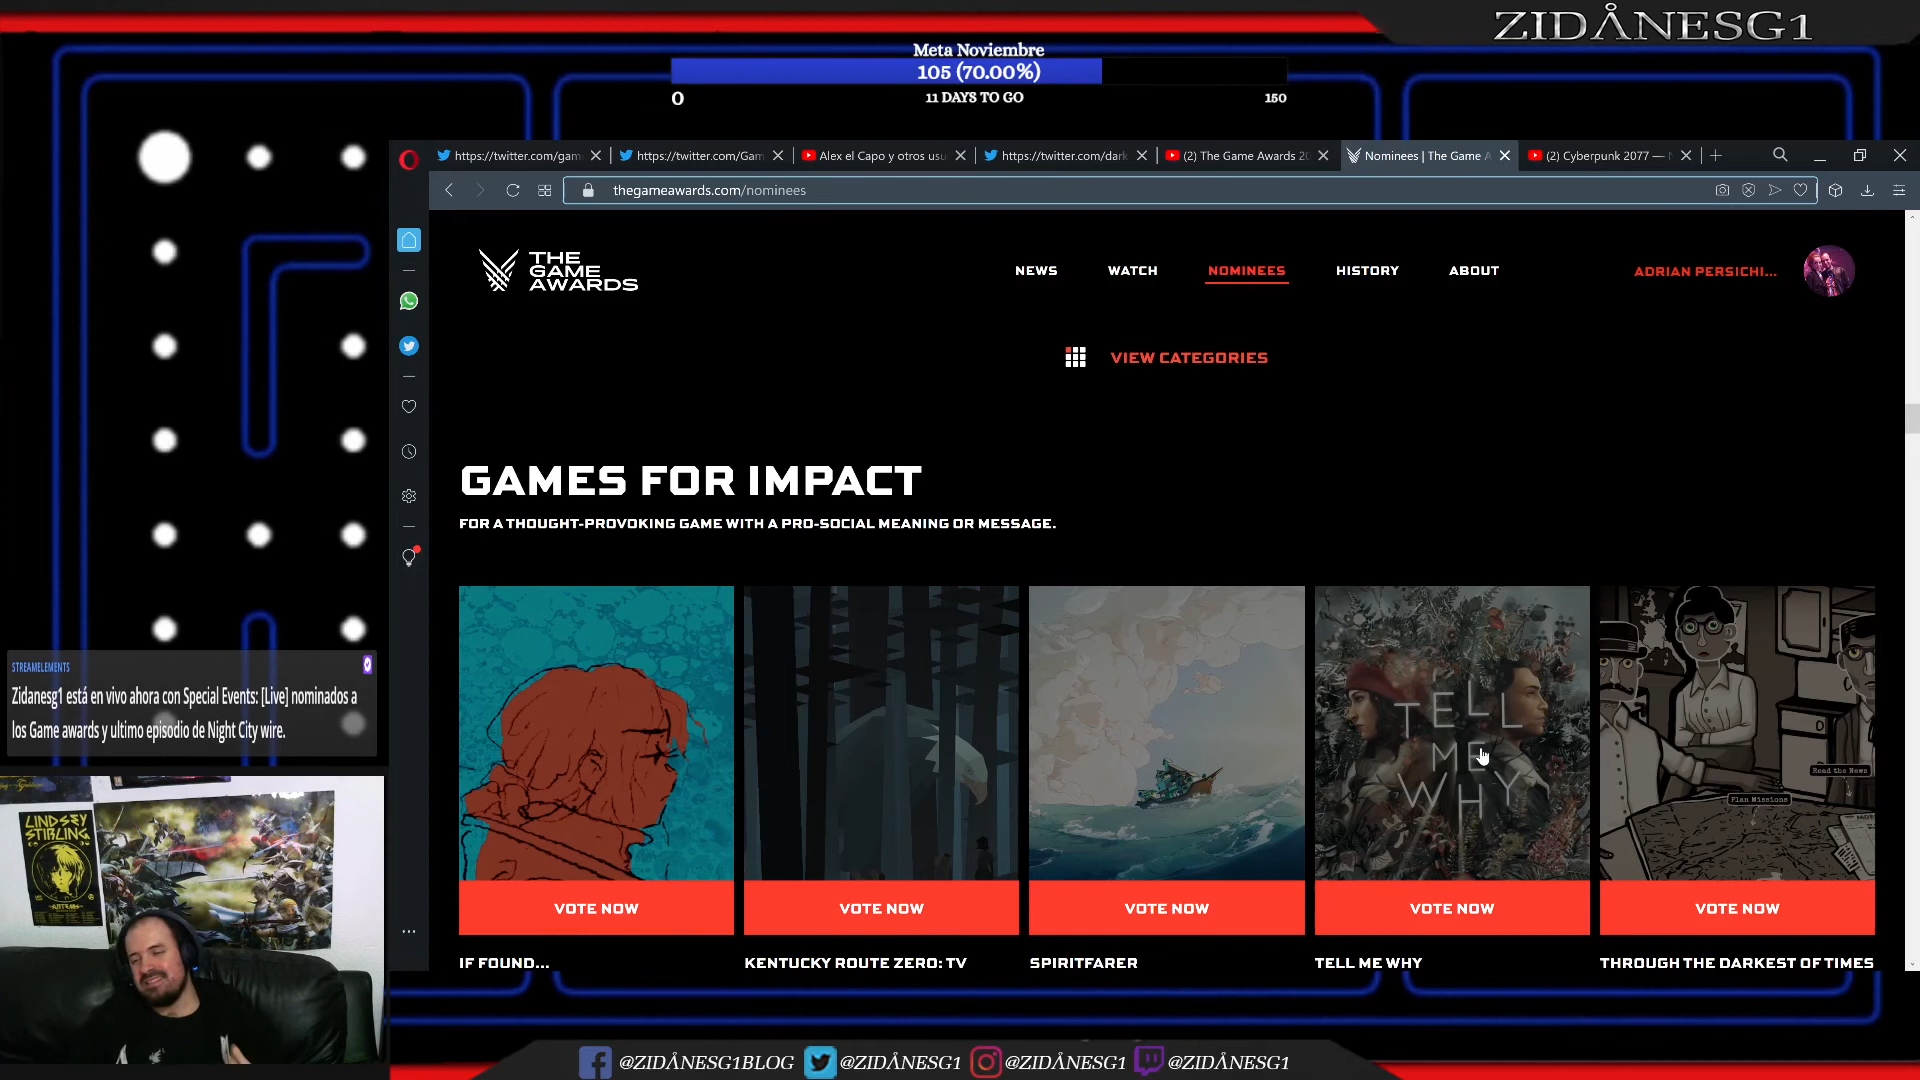 ZIDÅNESG1
Meta Noviembre
105 (70.00%)
0
11 DAYS TO GO
150
https://twitter.com/gam
https://twitter.com/Gam
Alex el Capo y otros usu
https://twitter.com/dark
(2) The Game Awards 20
Nominees | The Game A
(2) Cyberpunk 2077 —
thegameawards.com/nominees
THE
GAME
AWARDS
NEWS
WATCH
NOMINEES
HISTORY
ABOUT
ADRIAN PERSICHI...
VIEW CATEGORIES
GAMES FOR IMPACT
FOR A THOUGHT-PROVOKING GAME WITH A PRO-SOCIAL MEANING OR MESSAGE.
TELL
ME
WHY
Read the News
Plan Missions
VOTE NOW
VOTE NOW
VOTE NOW
VOTE NOW
VOTE NOW
IF FOUND...
KENTUCKY ROUTE ZERO: TV
SPIRITFARER
TELL ME WHY
THROUGH THE DARKEST OF TIMES
STREAMELEMENTS
Zidanesg1 está en vivo ahora con Special Events: [Live] nominados a
los Game awards y ultimo episodio de Night City wire.
LINDSEY
STIRLING
@ZIDÅNESG1BLOG
@ZIDÅNESG1
@ZIDÅNESG1
@ZIDÅNESG1